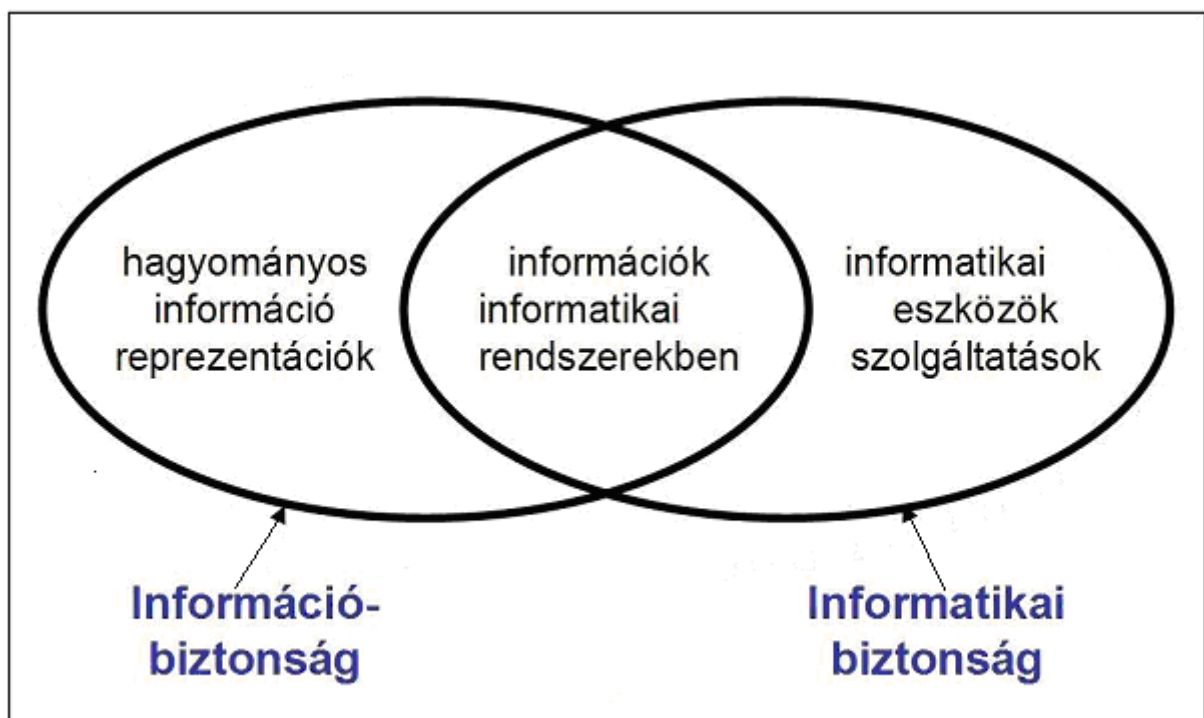 hagyományos
információ
reprezentációk
információk
informatikai
rendszerekben
informatikai
eszközök
szolgáltatások
Információ-
biztonság
Informatikai
biztonság